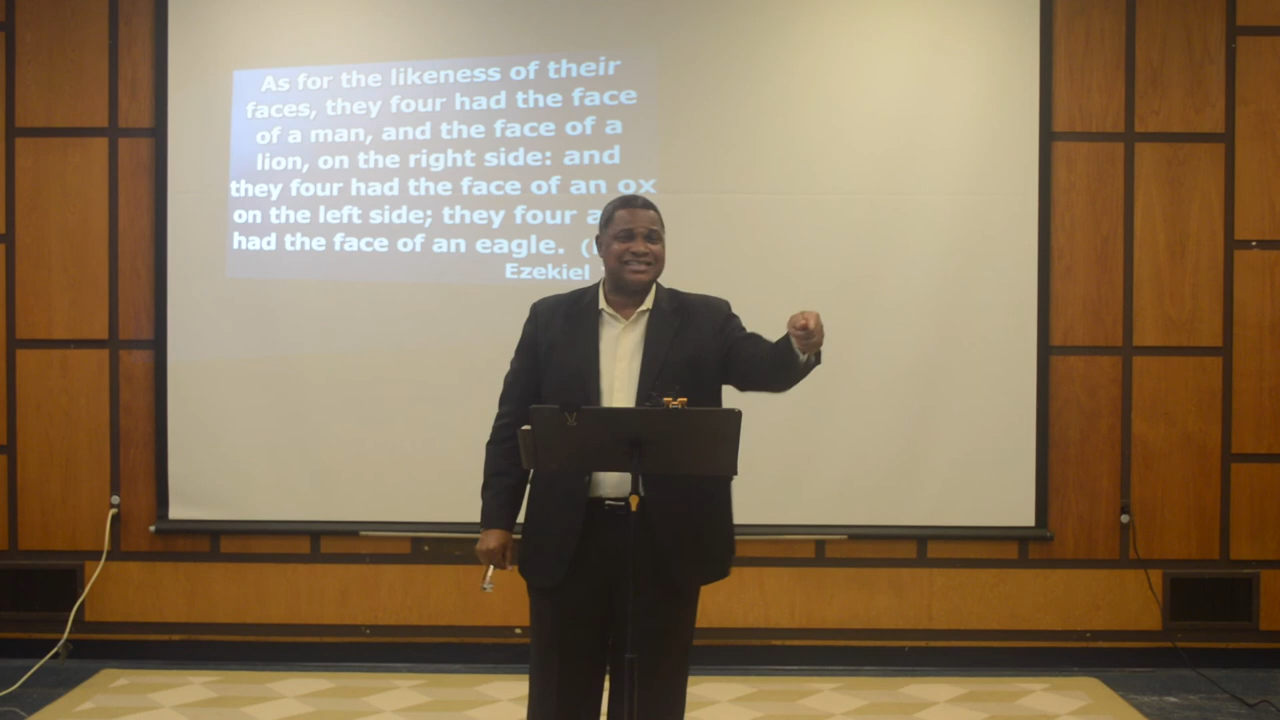 As for the likeness of their
faces, they four had the face
of a man, and the face of a
lion, on the right side: and
they four had the face of an ox
on the left side; they four a
had the face of an eagle. (
Ezekiel